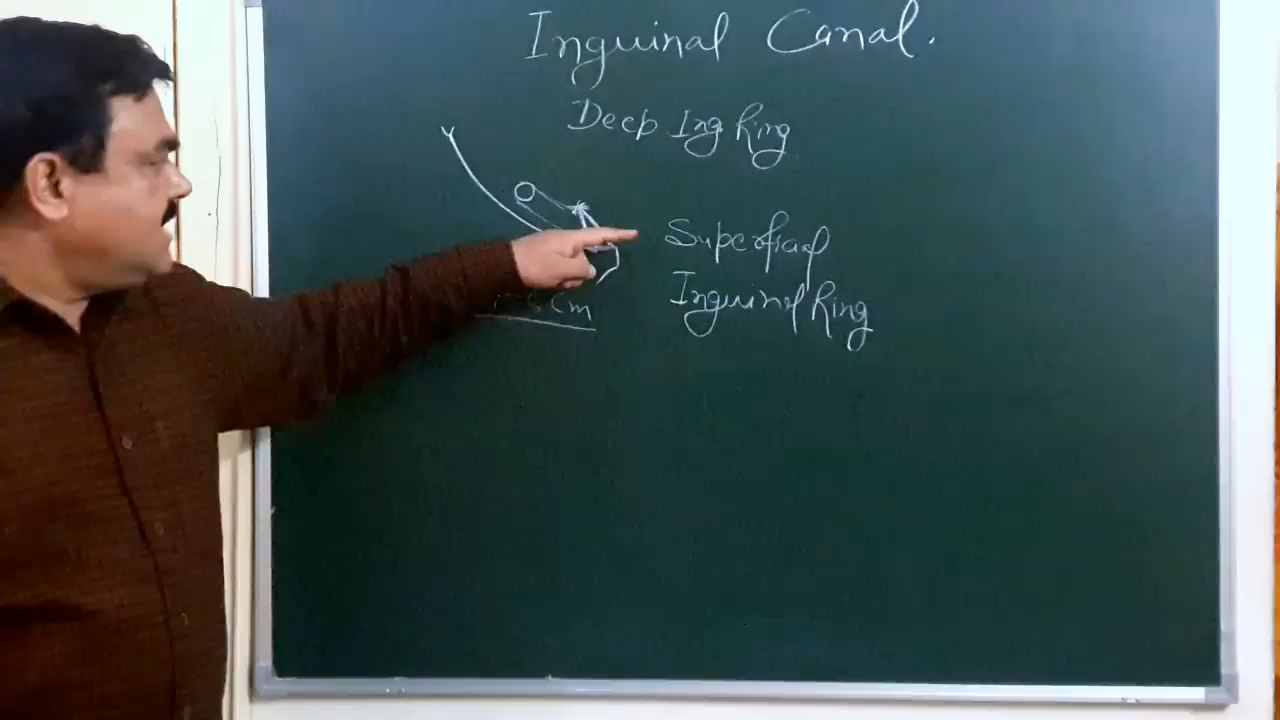 Inguinal Canal.
Deep Ing Ring
Superficial
Inguinal Ring
Cm